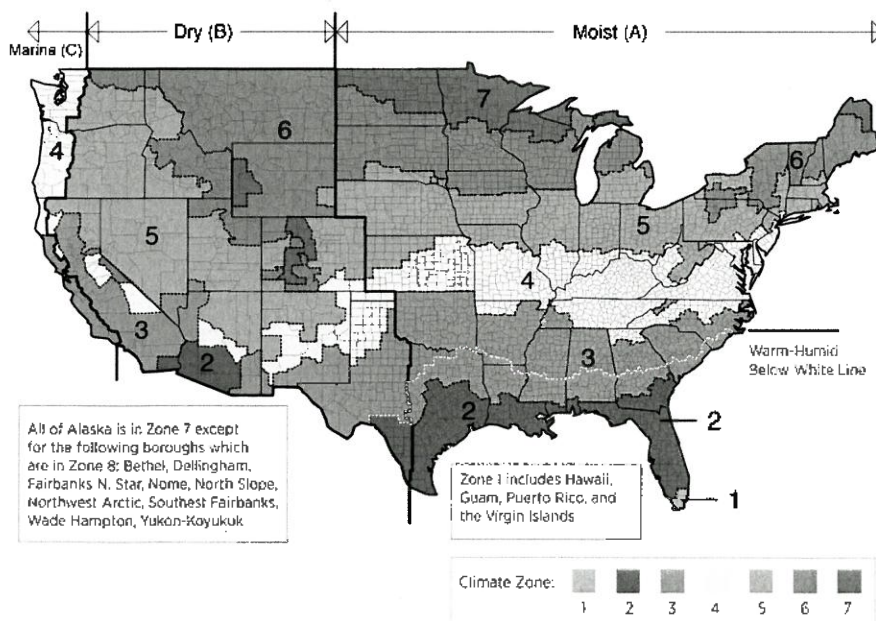 Marine (C)
Dry (B)
Moist (A)
7
6
4
6
5
5
4
3
3
2
2
Warm-Humid
Below White Line
2
1
All of Alaska is in Zone 7 except
for the following boroughs which
are in Zone 8: Bethel, Dellingham,
Fairbanks N. Star, Nome, North Slope,
Northwest Arctic, Southest Fairbanks,
Wade Hampton, Yukon-Koyukuk
Zone 1 includes Hawaii,
Guam, Puerto Rico, and
the Virgin Islands
Climate Zone:
1 2 3 4 5 6 7